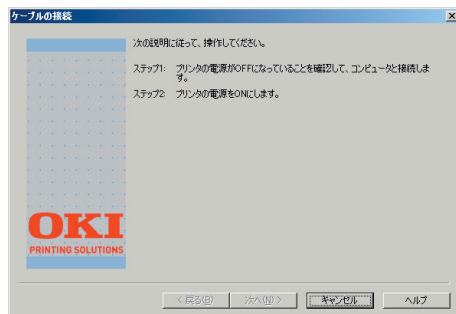 ケーブルの接続
次の説明に従って、操作してください。
ステップ1: プリンタの電源がOFFになっていることを確認して、コンピュータと接続しま
す。
ステップ2: プリンタの電源をONにします。
OKI
PRINTING SOLUTIONS
< 戻る(B)
次へ(N) >
キャンセル
ヘルプ